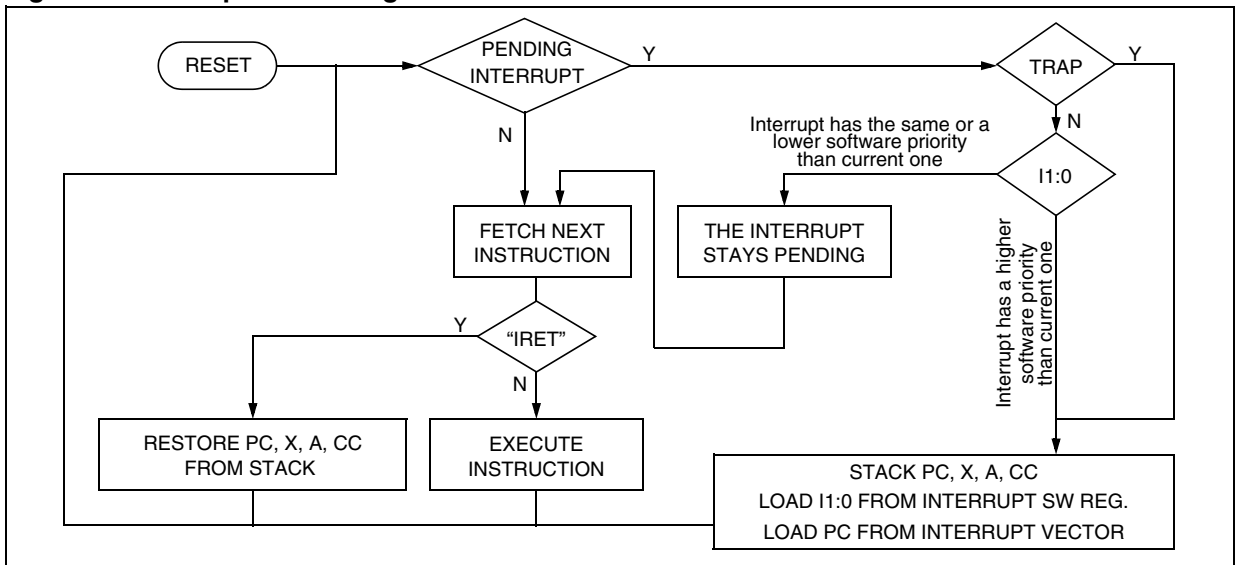 RESET
PENDING
INTERRUPT
Y
TRAP
Y
N
N
Interrupt has the same or a
lower software priority
than current one
I1:0
FETCH NEXT
INSTRUCTION
THE INTERRUPT
STAYS PENDING
Interrupt has a higher
software priority
than current one
Y
“IRET”
N
RESTORE PC, X, A, CC
FROM STACK
EXECUTE
INSTRUCTION
STACK PC, X, A, CC
LOAD I1:0 FROM INTERRUPT SW REG.
LOAD PC FROM INTERRUPT VECTOR